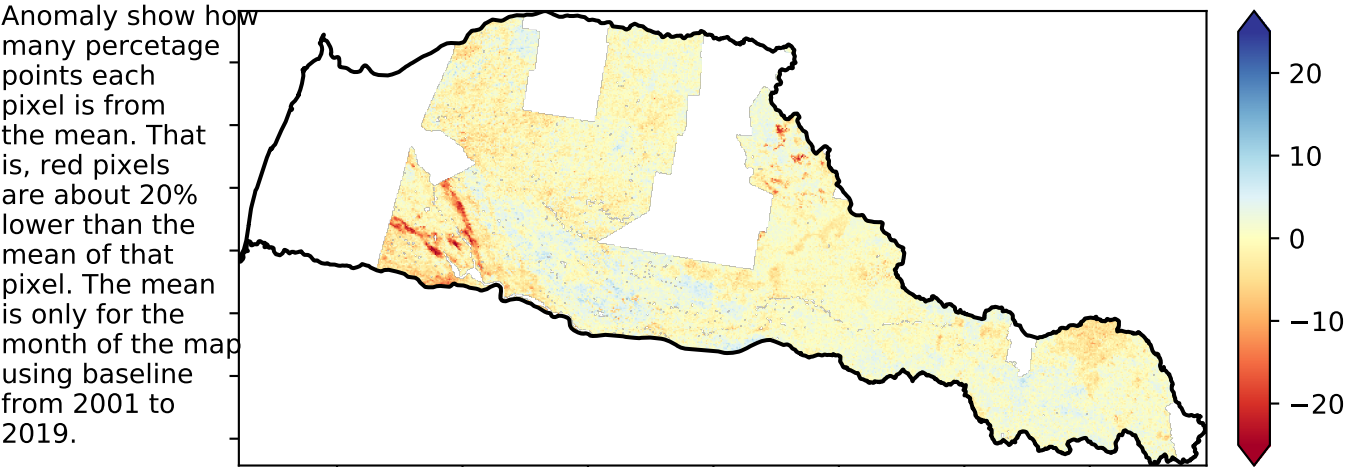 Anomaly show how
many percetage
points each
pixel is from
the mean. That
is, red pixels
are about 20%
lower than the
mean of that
pixel. The mean
is only for the
month of the map
using baseline
from 2001 to
2019.
20
10
0
−10
−20